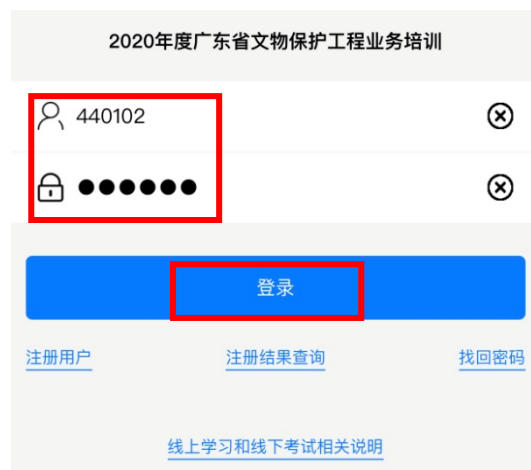 2020年度广东省文物保护工程业务培训
440102
●●●●●●
登录
注册用户 注册结果查询 找回密码
线上学习和线下考试相关说明